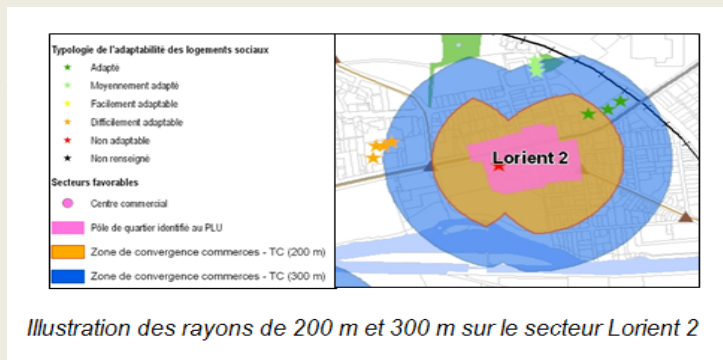 Typologie de l'adaptabilité des logements sociaux
Adapté
Moyennement adapté
Facilement adaptable
Difficilement adaptable
Non adaptable
Non renseigné
Secteurs favorables
Centre commercial
Pôle de quartier identifié au PLU
Zone de convergence commerces - TC (200 m)
Zone de convergence commerces - TC (300 m)
Lorient 2
Illustration des rayons de 200 m et 300 m sur le secteur Lorient 2